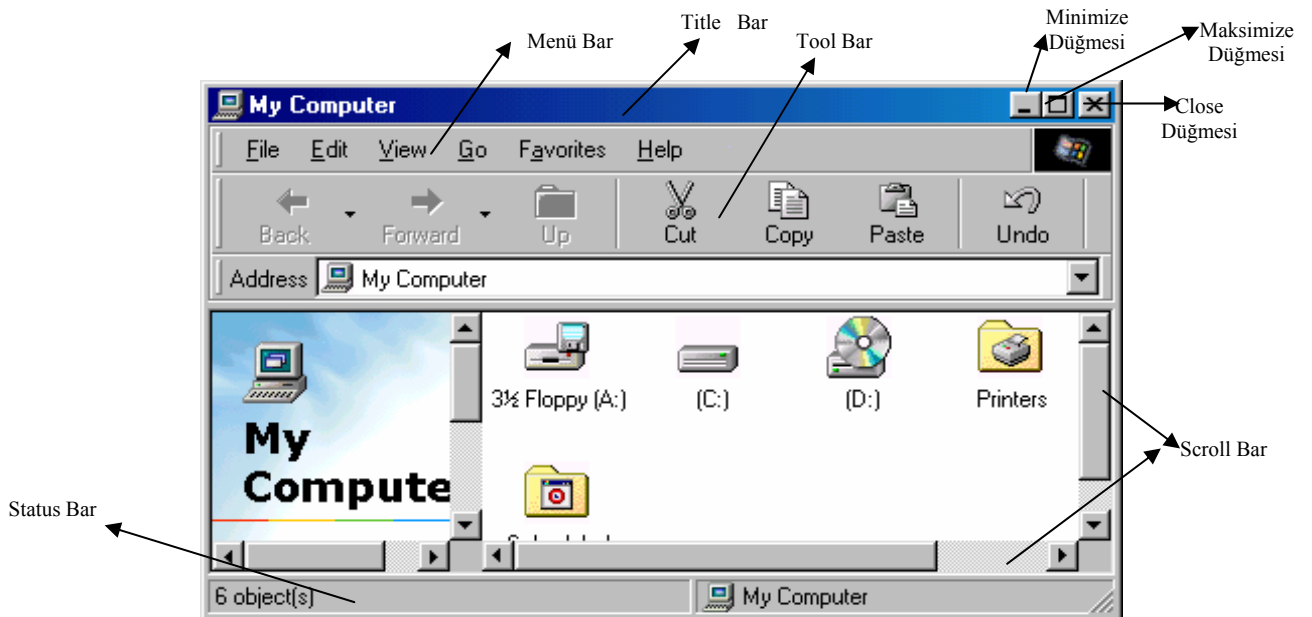 Minimize
Düğmesi
Maksimize
Düğmesi
Title Bar
Menü Bar
Tool Bar
Close
Düğmesi
My Computer
File Edit View Go Favorites Help
Back Forward Up Cut Copy Paste Undo
Address My Computer
3½ Floppy (A:) (C:) (D:) Printers
My
Compute
Scroll Bar
Status Bar
6 object(s) My Computer